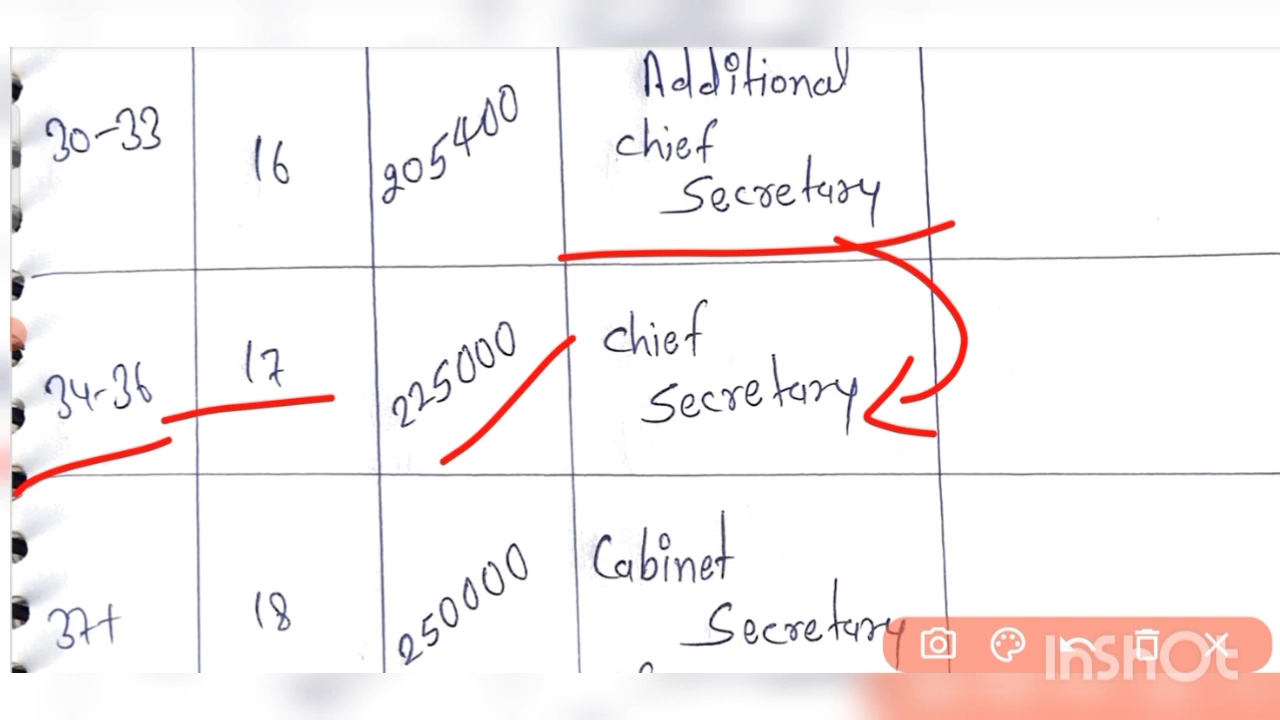 Additional
30-33 16 205400 chief
Secretary
34-36 17 225000 chief
Secretary
37+ 18 250000 Cabinet
Secretary
InShOt